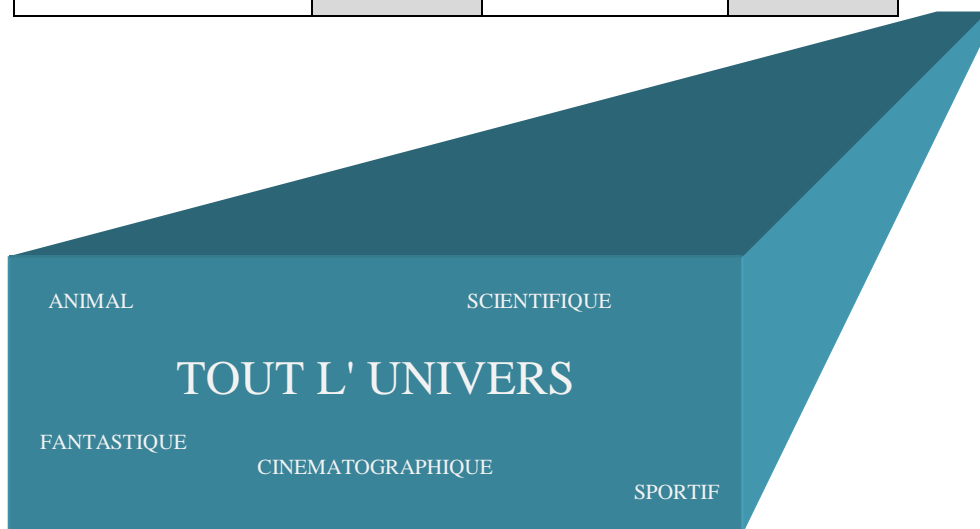 ANIMAL
SCIENTIFIQUE
TOUT L' UNIVERS
FANTASTIQUE
CINEMATOGRAPHIQUE
SPORTIF